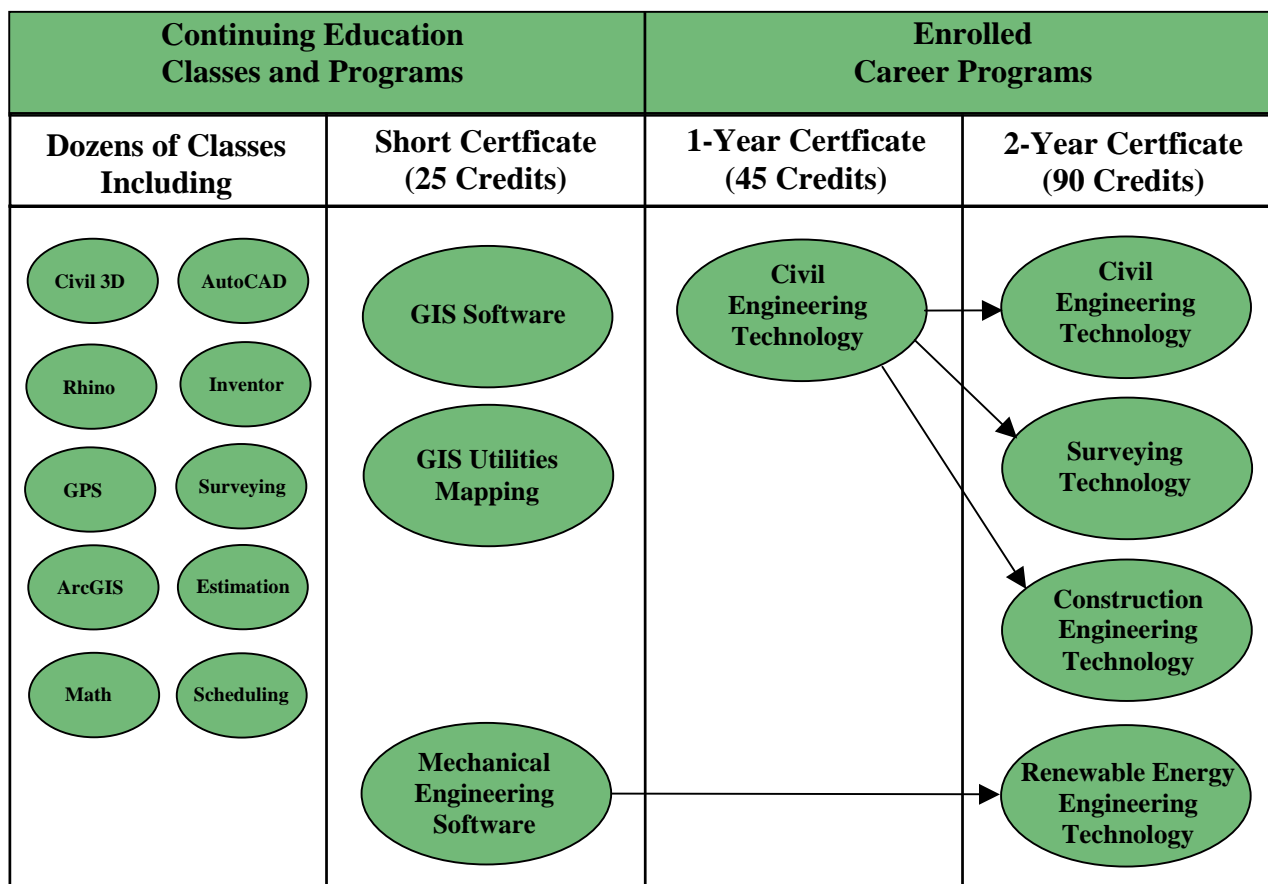 Continuing Education
Classes and Programs
Enrolled
Career Programs
Dozens of Classes
Including
Short Certficate
(25 Credits)
1-Year Certficate
(45 Credits)
2-Year Certficate
(90 Credits)
Civil 3D
AutoCAD
Rhino
Inventor
GPS
Surveying
ArcGIS
Estimation
Math
Scheduling
GIS Software
GIS Utilities
Mapping
Mechanical
Engineering
Software
Civil
Engineering
Technology
Civil
Engineering
Technology
Surveying
Technology
Construction
Engineering
Technology
Renewable Energy
Engineering
Technology